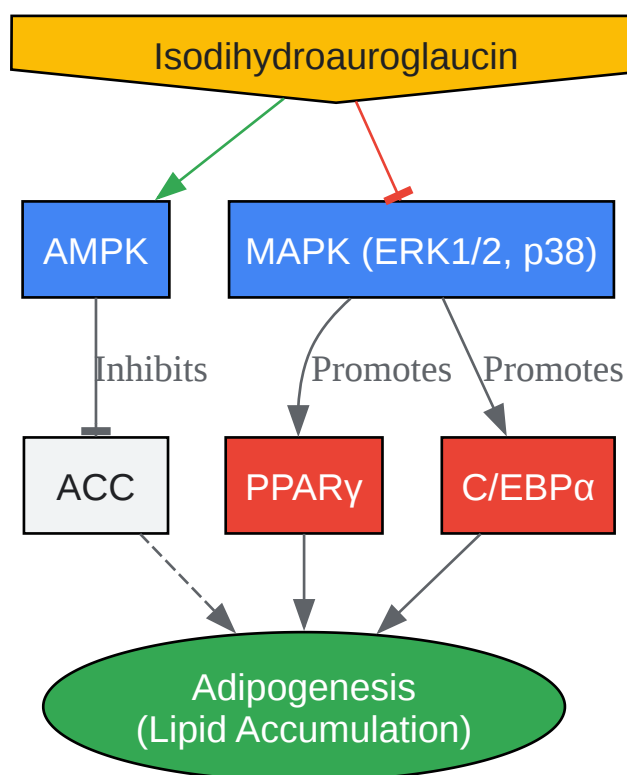 Isodihydroauroglaucin
AMPK
MAPK (ERK1/2, p38)
Inhibits
Promotes
Promotes
ACC
PPARγ
C/EBPα
Adipogenesis
(Lipid Accumulation)